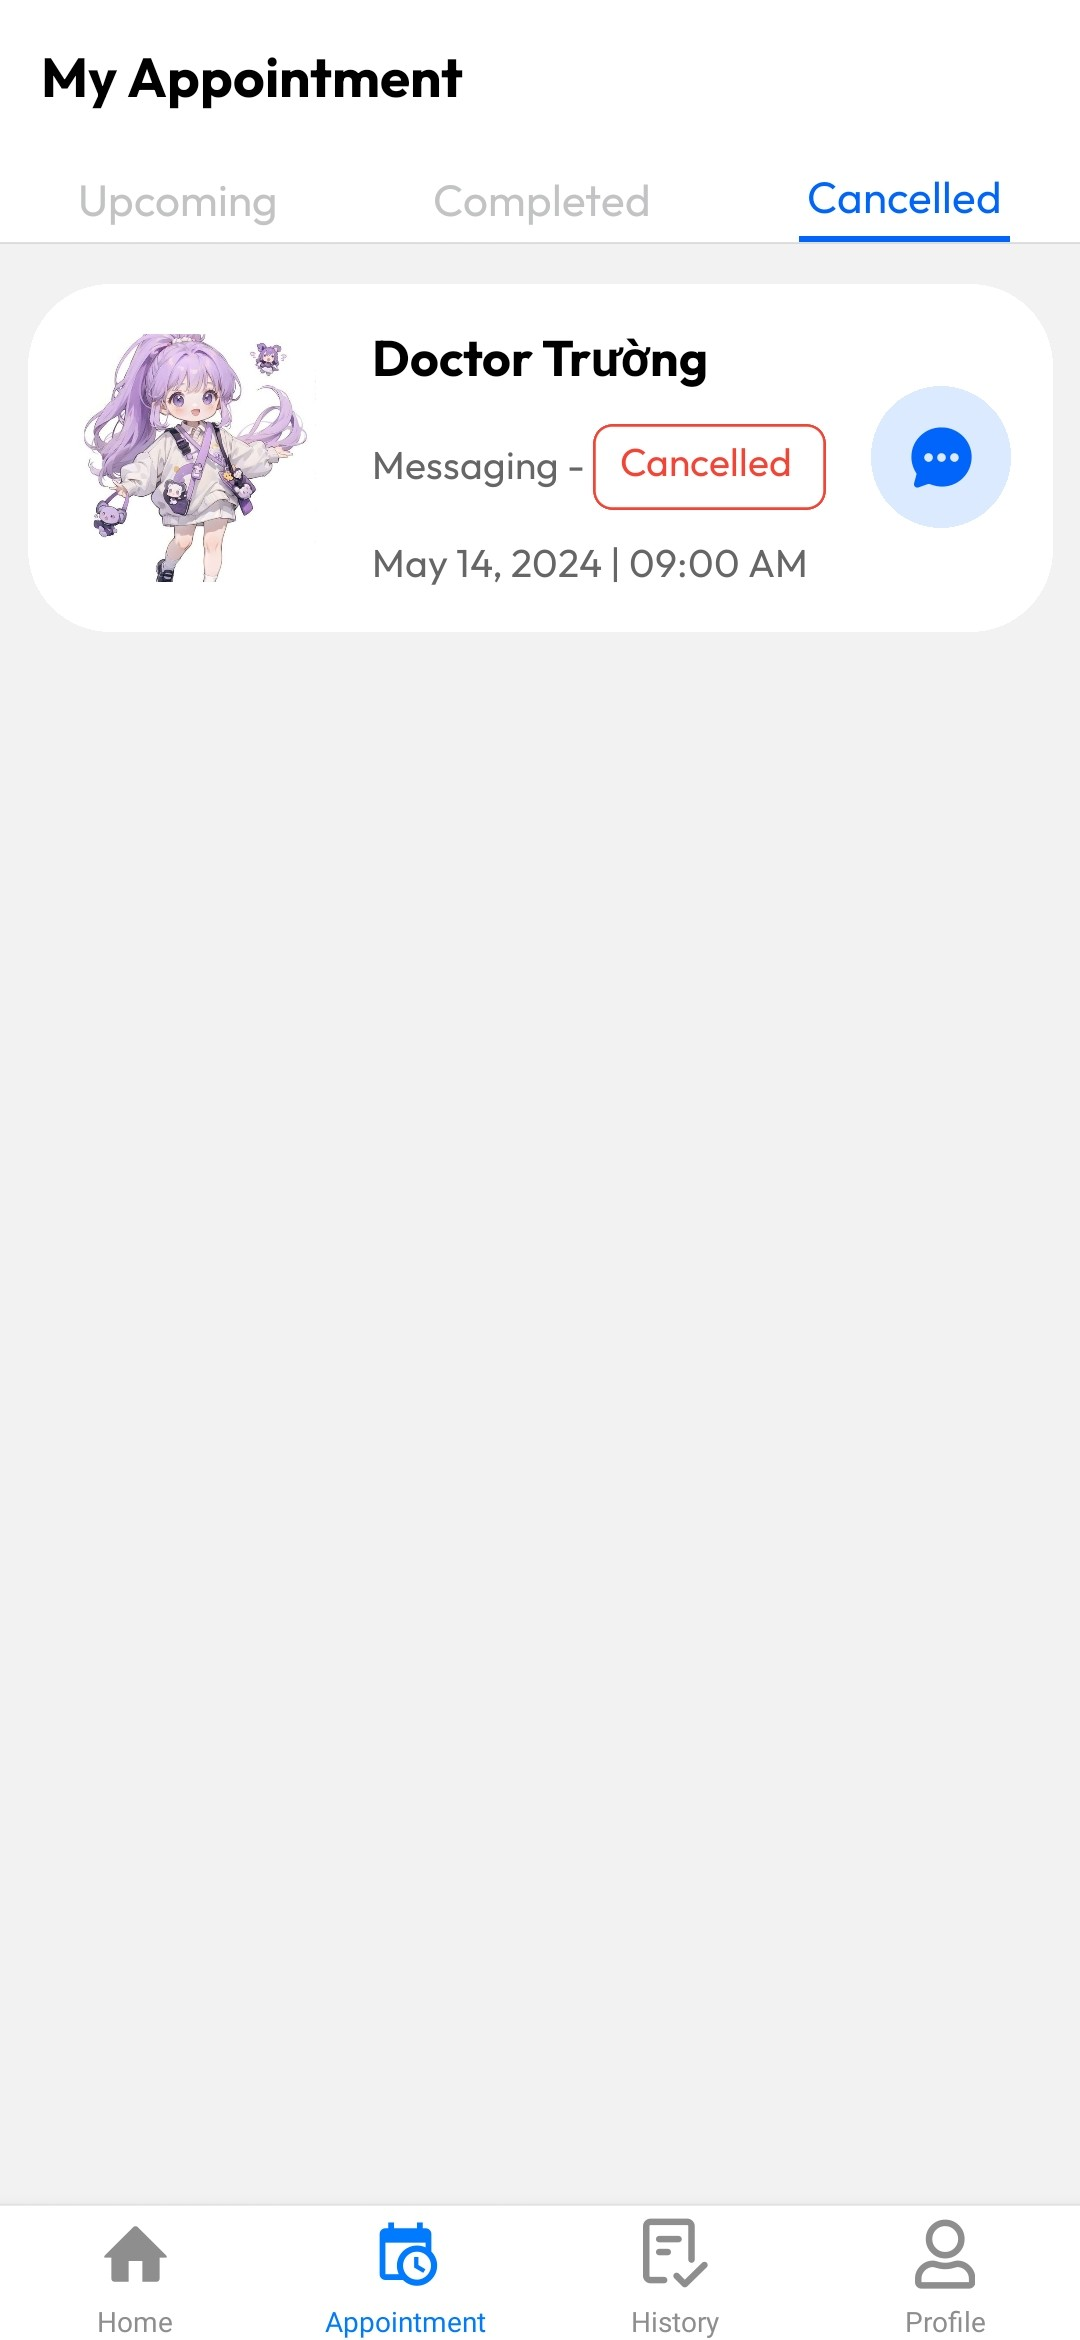 My Appointment
Upcoming Completed Cancelled
Doctor Trường
Messaging - Cancelled
May 14, 2024 | 09:00 AM
Home Appointment History Profile